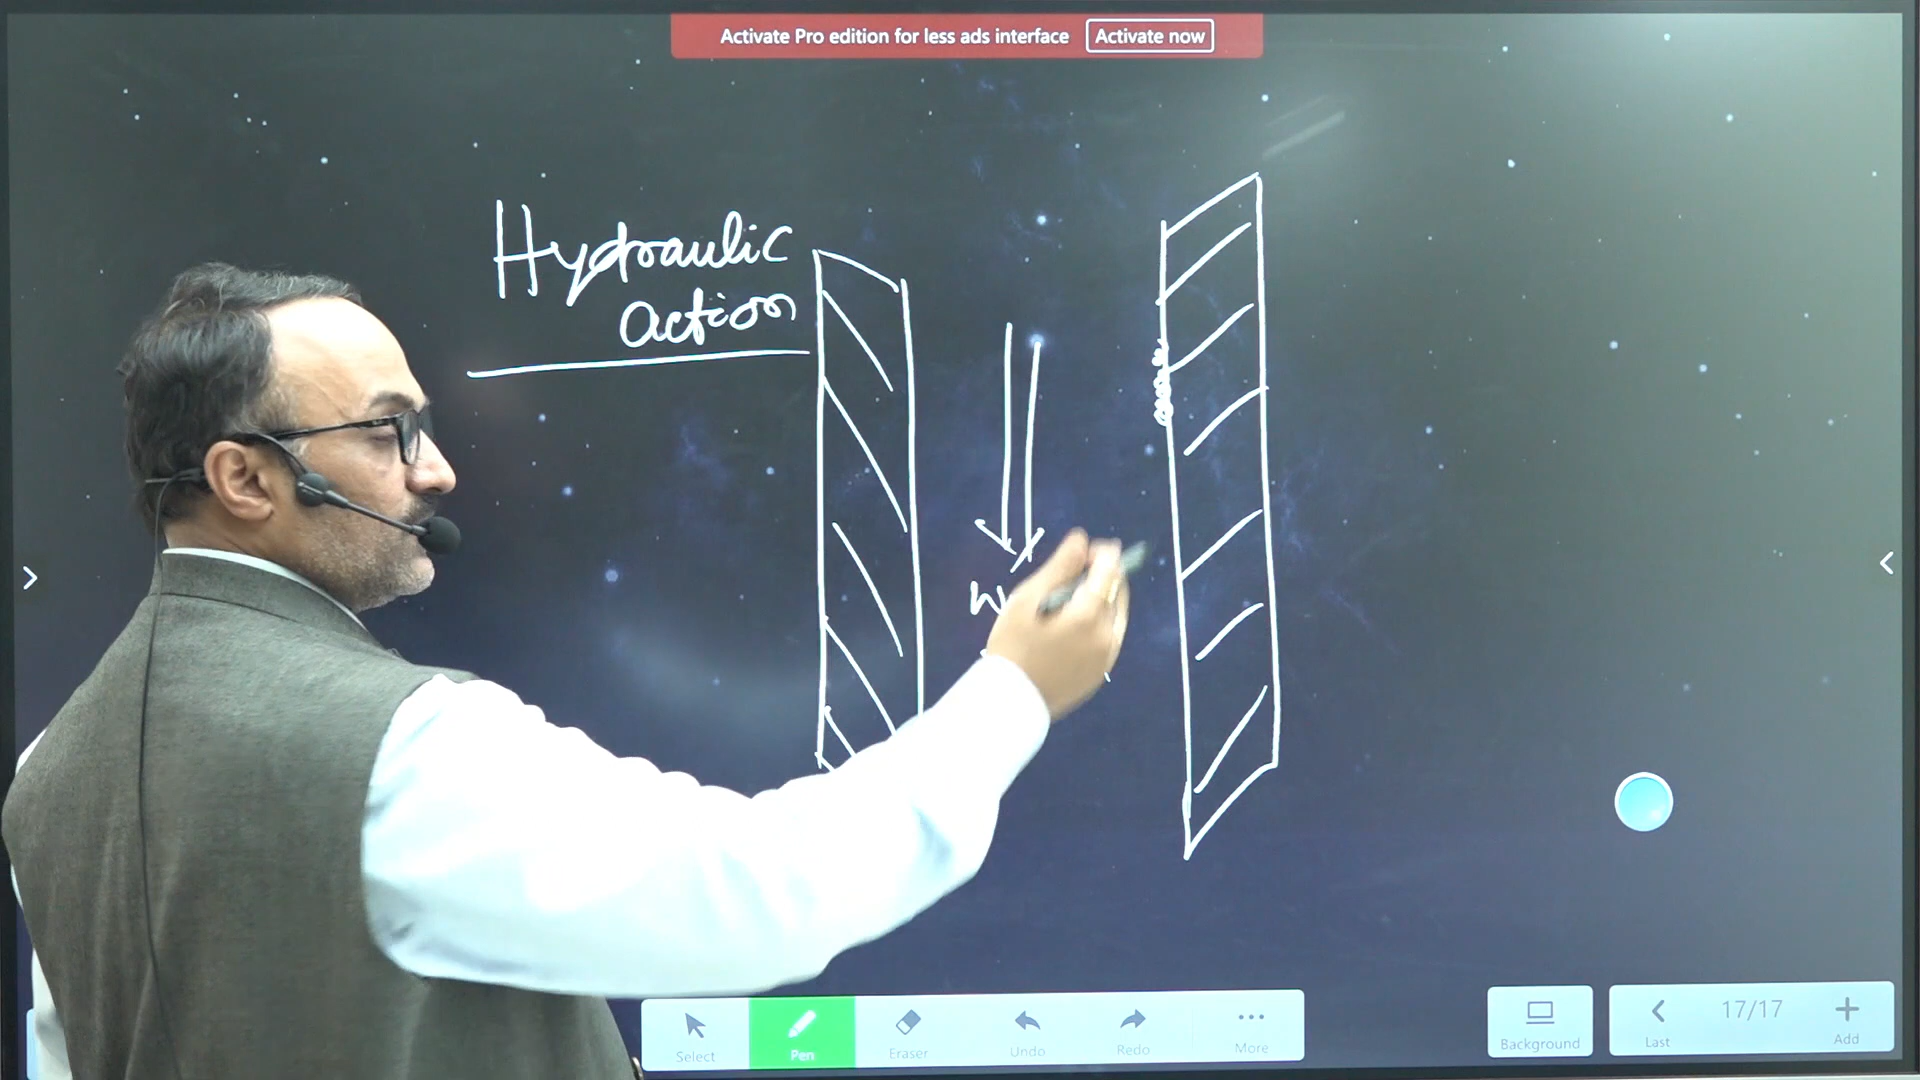 Activate Pro edition for less ads interface Activate now
Hydraulic
action
Select Pen Eraser Undo Redo More
Background
17/17
Last Add